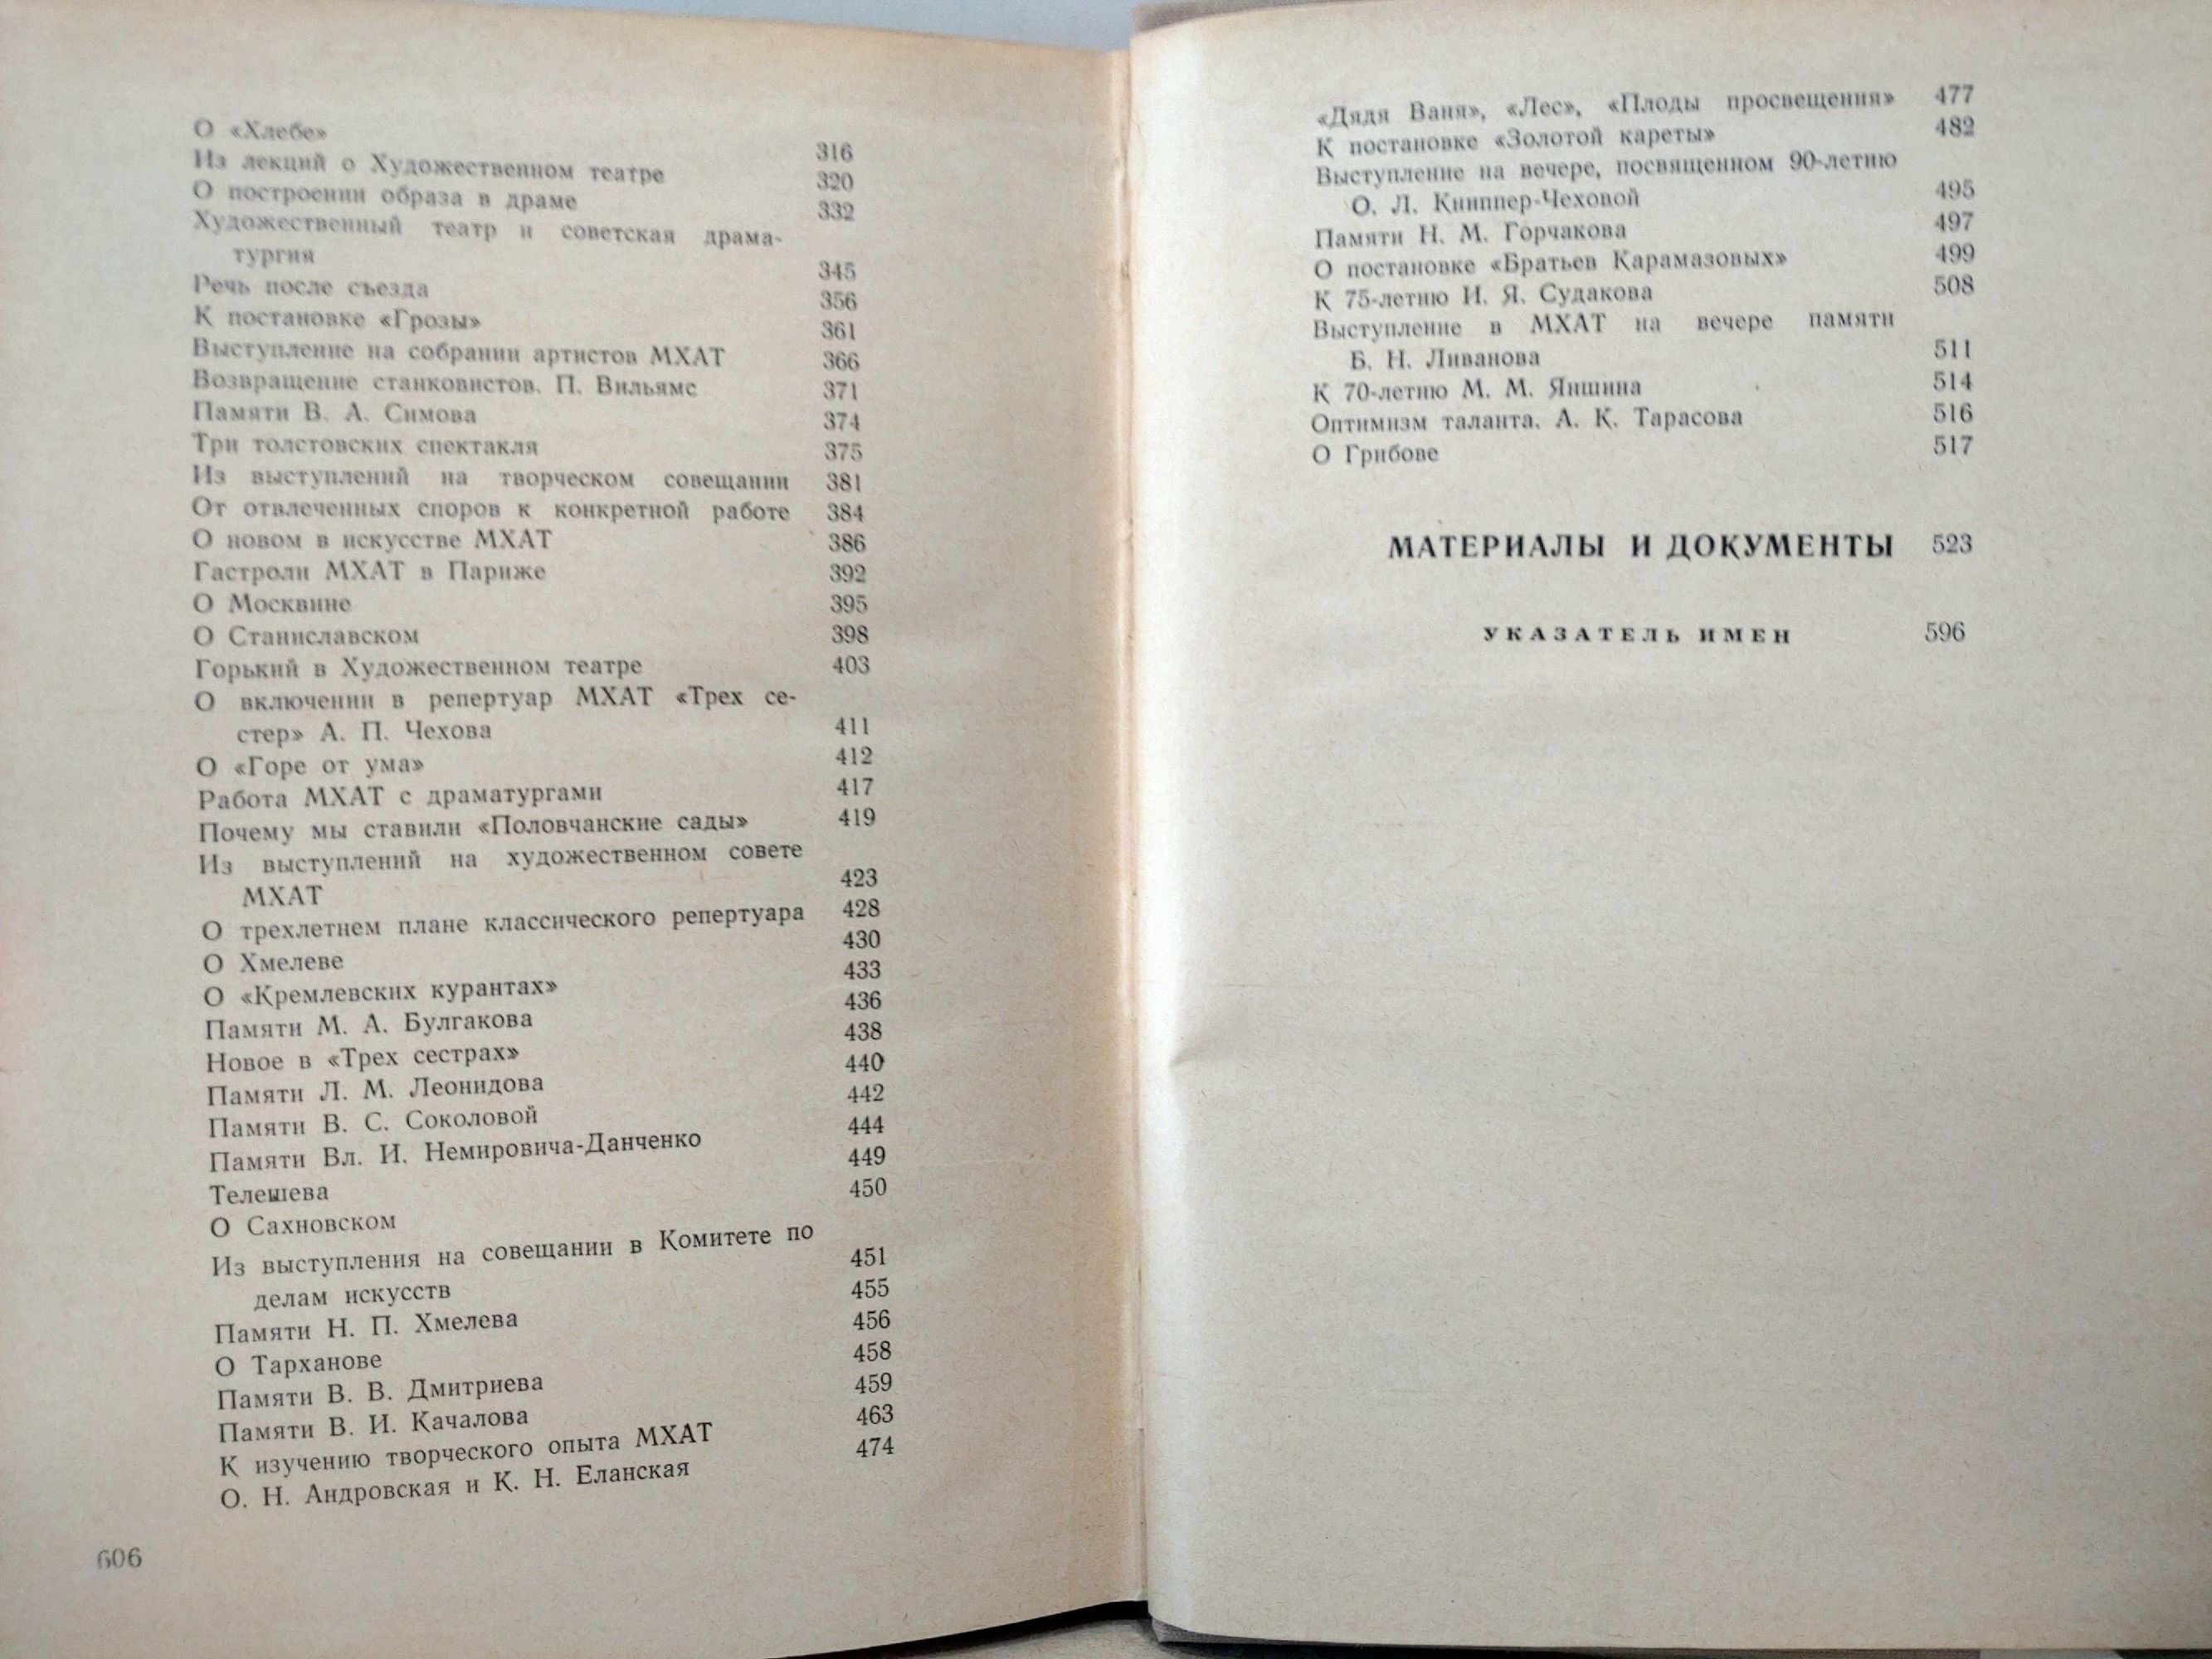 О «Хлебе» 316
Из лекций о Художественном театре 320
О построении образа в драме 332
Художественный театр и советская драма-
тургия 345
Речь после съезда 356
К постановке «Грозы» 361
Выступление на собрании артистов МХАТ 366
Возвращение станковистов. П. Вильямс 371
Памяти В. А. Симова 374
Три толстовских спектакля 375
Из выступлений на творческом совещании 381
От отвлеченных споров к конкретной работе 384
О новом в искусстве МХАТ 386
Гастроли МХАТ в Париже 392
О Москвине 395
О Станиславском 398
Горький в Художественном театре 403
О включении в репертуар МХАТ «Трех се-
стер» А. П. Чехова 411
О «Горе от ума» 412
Работа МХАТ с драматургами 417
Почему мы ставили «Половчанские сады» 419
Из выступлений на художественном совете
МХАТ 423
О трехлетнем плане классического репертуара 428
О Хмелеве 430
О «Кремлевских курантах» 433
Памяти М. А. Булгакова 436
Новое в «Трех сестрах» 438
Памяти Л. М. Леонидова 440
Памяти В. С. Соколовой 442
Памяти Вл. И. Немировича-Данченко 444
Телешева 449
О Сахновском 450
Из выступления на совещании в Комитете по
делам искусств 451
Памяти Н. П. Хмелева 455
О Тарханове 456
Памяти В. В. Дмитриева 458
Памяти В. И. Качалова 459
К изучению творческого опыта МХАТ 463
О. Н. Андровская и К. Н. Еланская 474
606
«Дядя Ваня», «Лес», «Плоды просвещения» 477
К постановке «Золотой кареты» 482
Выступление на вечере, посвященном 90-летию
О. Л. Книппер-Чеховой 495
Памяти Н. М. Горчакова 497
О постановке «Братьев Карамазовых» 499
К 75-летию И. Я. Судакова 508
Выступление в МХАТ на вечере памяти
Б. Н. Ливанова 511
К 70-летию М. М. Яншина 514
Оптимизм таланта. А. К. Тарасова 516
О Грибове 517
МАТЕРИАЛЫ И ДОКУМЕНТЫ 523
УКАЗАТЕЛЬ ИМЕН 596